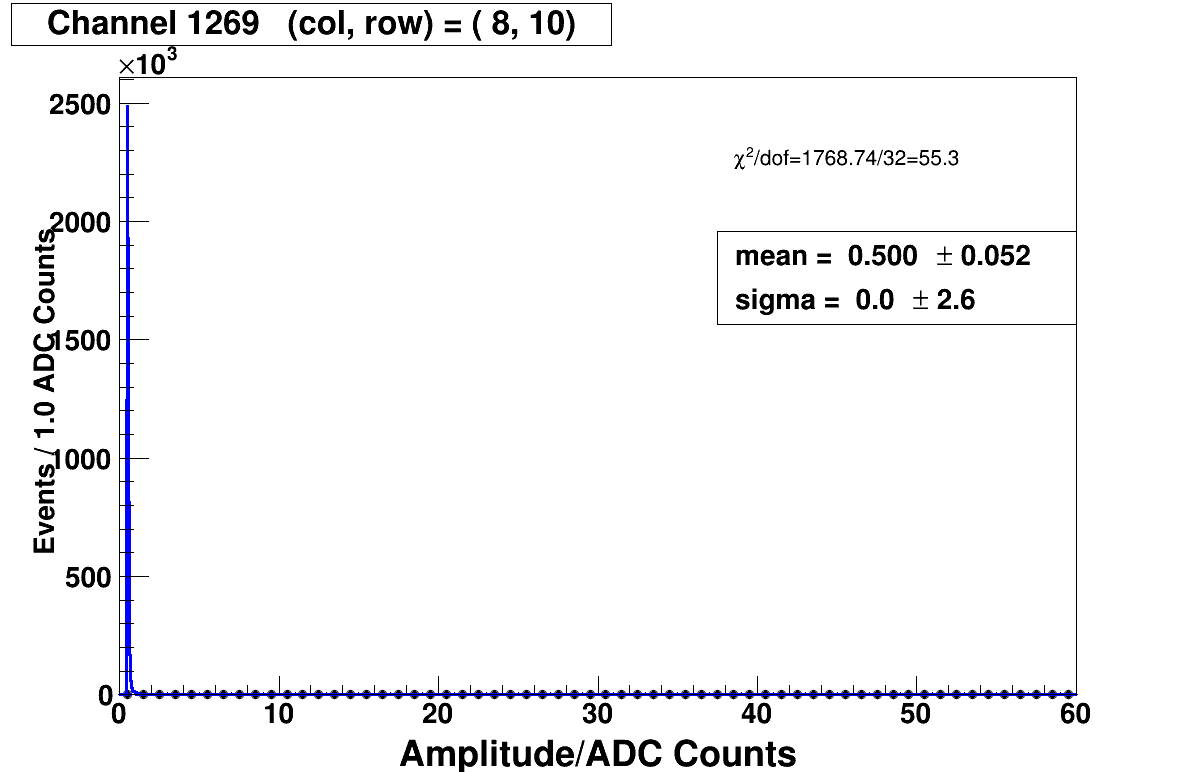 Channel 1269 (col, row) = ( 8, 10)
×10³
2500
2000
1500
1000
500
0
Events / 1.0 ADC Counts
χ²/dof=1768.74/32=55.3
mean = 0.500 ± 0.052
sigma = 0.0 ± 2.6
0 10 20 30 40 50 60
Amplitude/ADC Counts